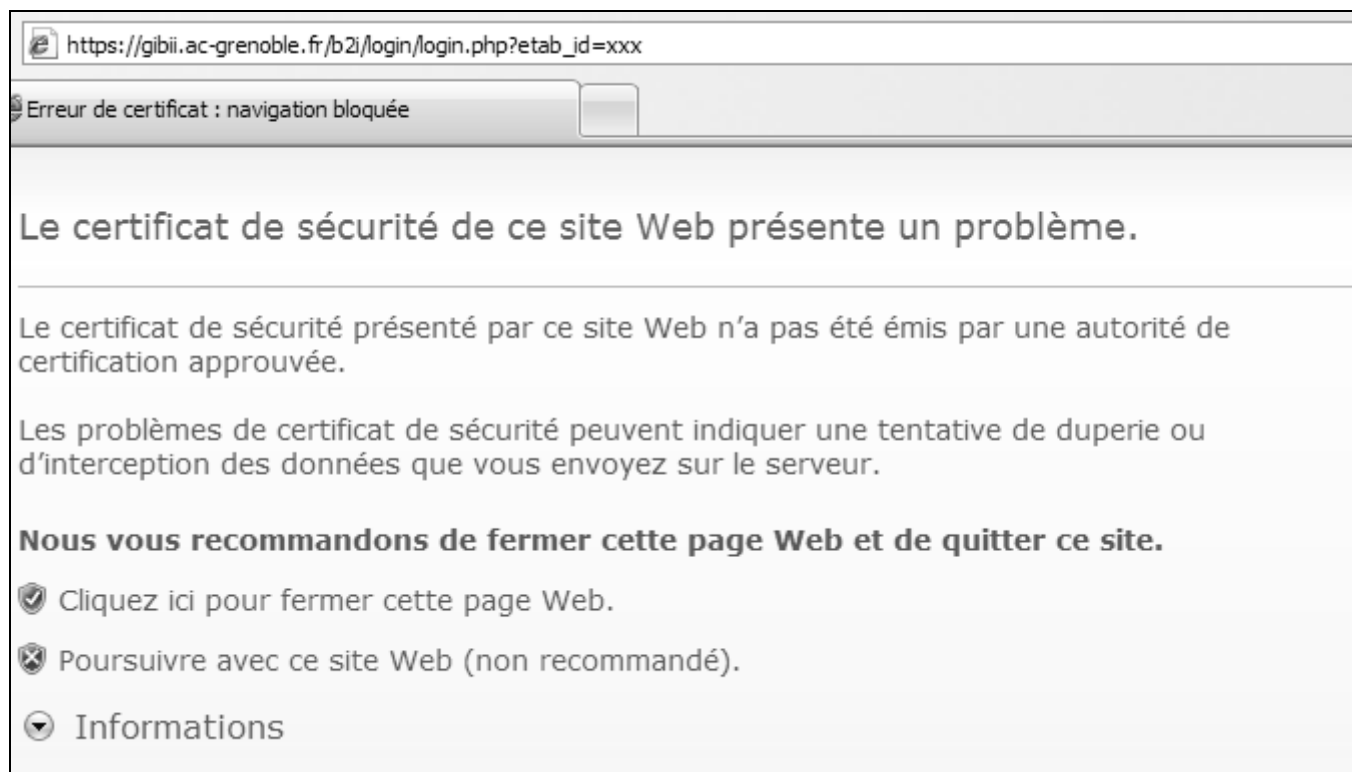 https://gibii.ac-grenoble.fr/b2i/login/login.php?etab_id=xxx
Erreur de certificat : navigation bloquée
Le certificat de sécurité de ce site Web présente un problème.
Le certificat de sécurité présenté par ce site Web n'a pas été émis par une autorité de
certification approuvée.
Les problèmes de certificat de sécurité peuvent indiquer une tentative de duperie ou
d'interception des données que vous envoyez sur le serveur.
Nous vous recommandons de fermer cette page Web et de quitter ce site.
Cliquez ici pour fermer cette page Web.
Poursuivre avec ce site Web (non recommandé).
Informations